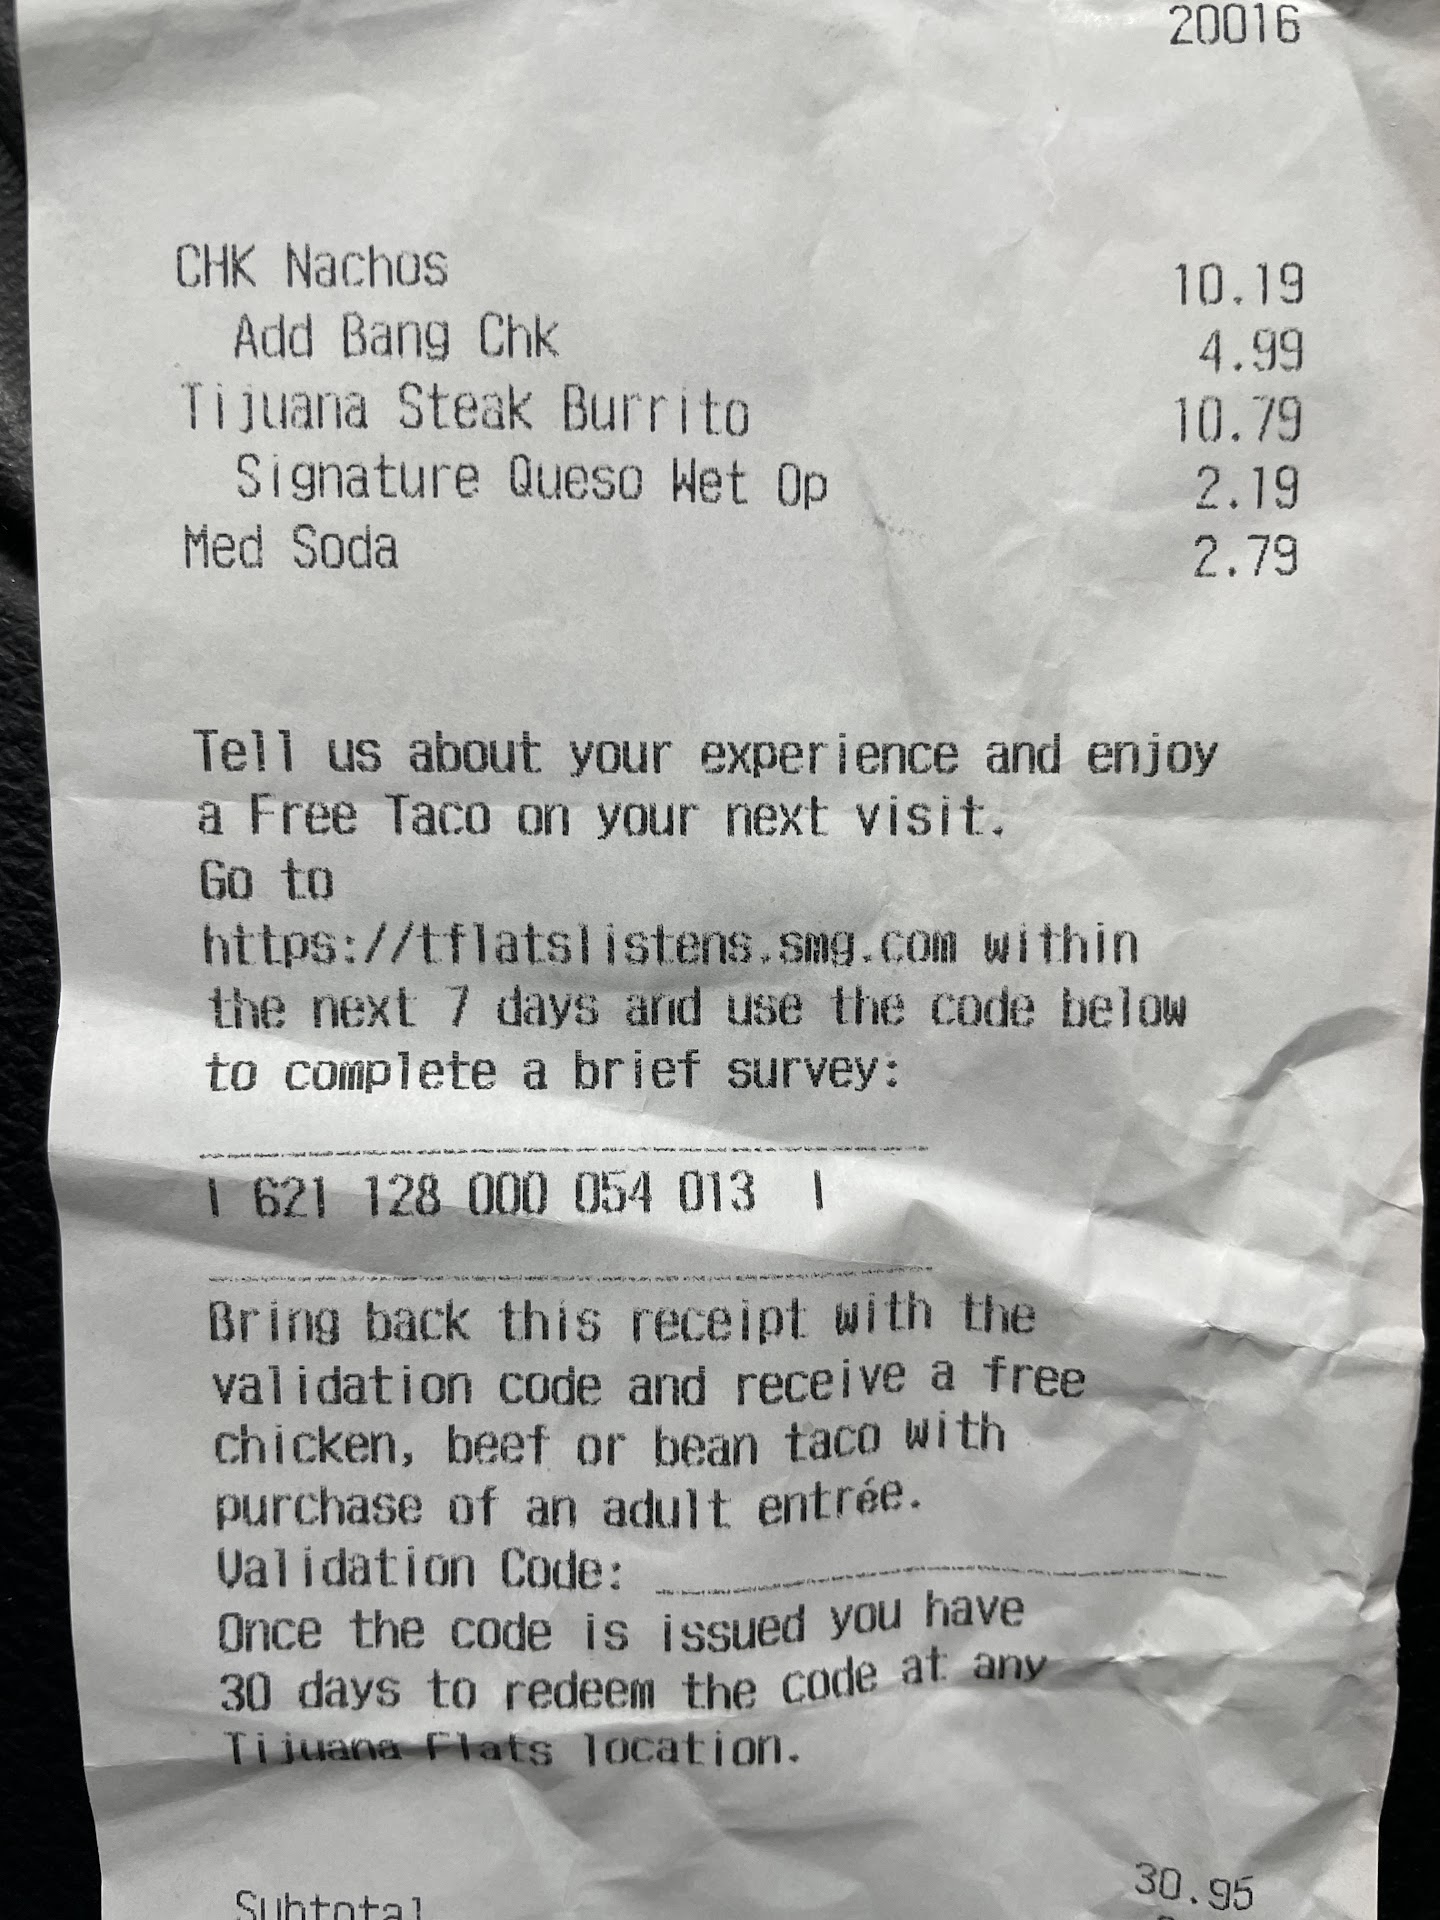 20016
CHK Nachos 10.19
Add Bang Chk 4.99
Tijuana Steak Burrito 10.79
Signature Queso Wet Op 2.19
Med Soda 2.79
Tell us about your experience and enjoy
a Free Taco on your next visit.
Go to
https://tflatslistens.smg.com within
the next 7 days and use the code below
to complete a brief survey:
| 621 128 000 054 013 |
Bring back this receipt with the
validation code and receive a free
chicken, beef or bean taco with
purchase of an adult entrée.
Validation Code: ____________________
Once the code is issued you have
30 days to redeem the code at any
Tijuana Flats location.
Subtotal 30.95